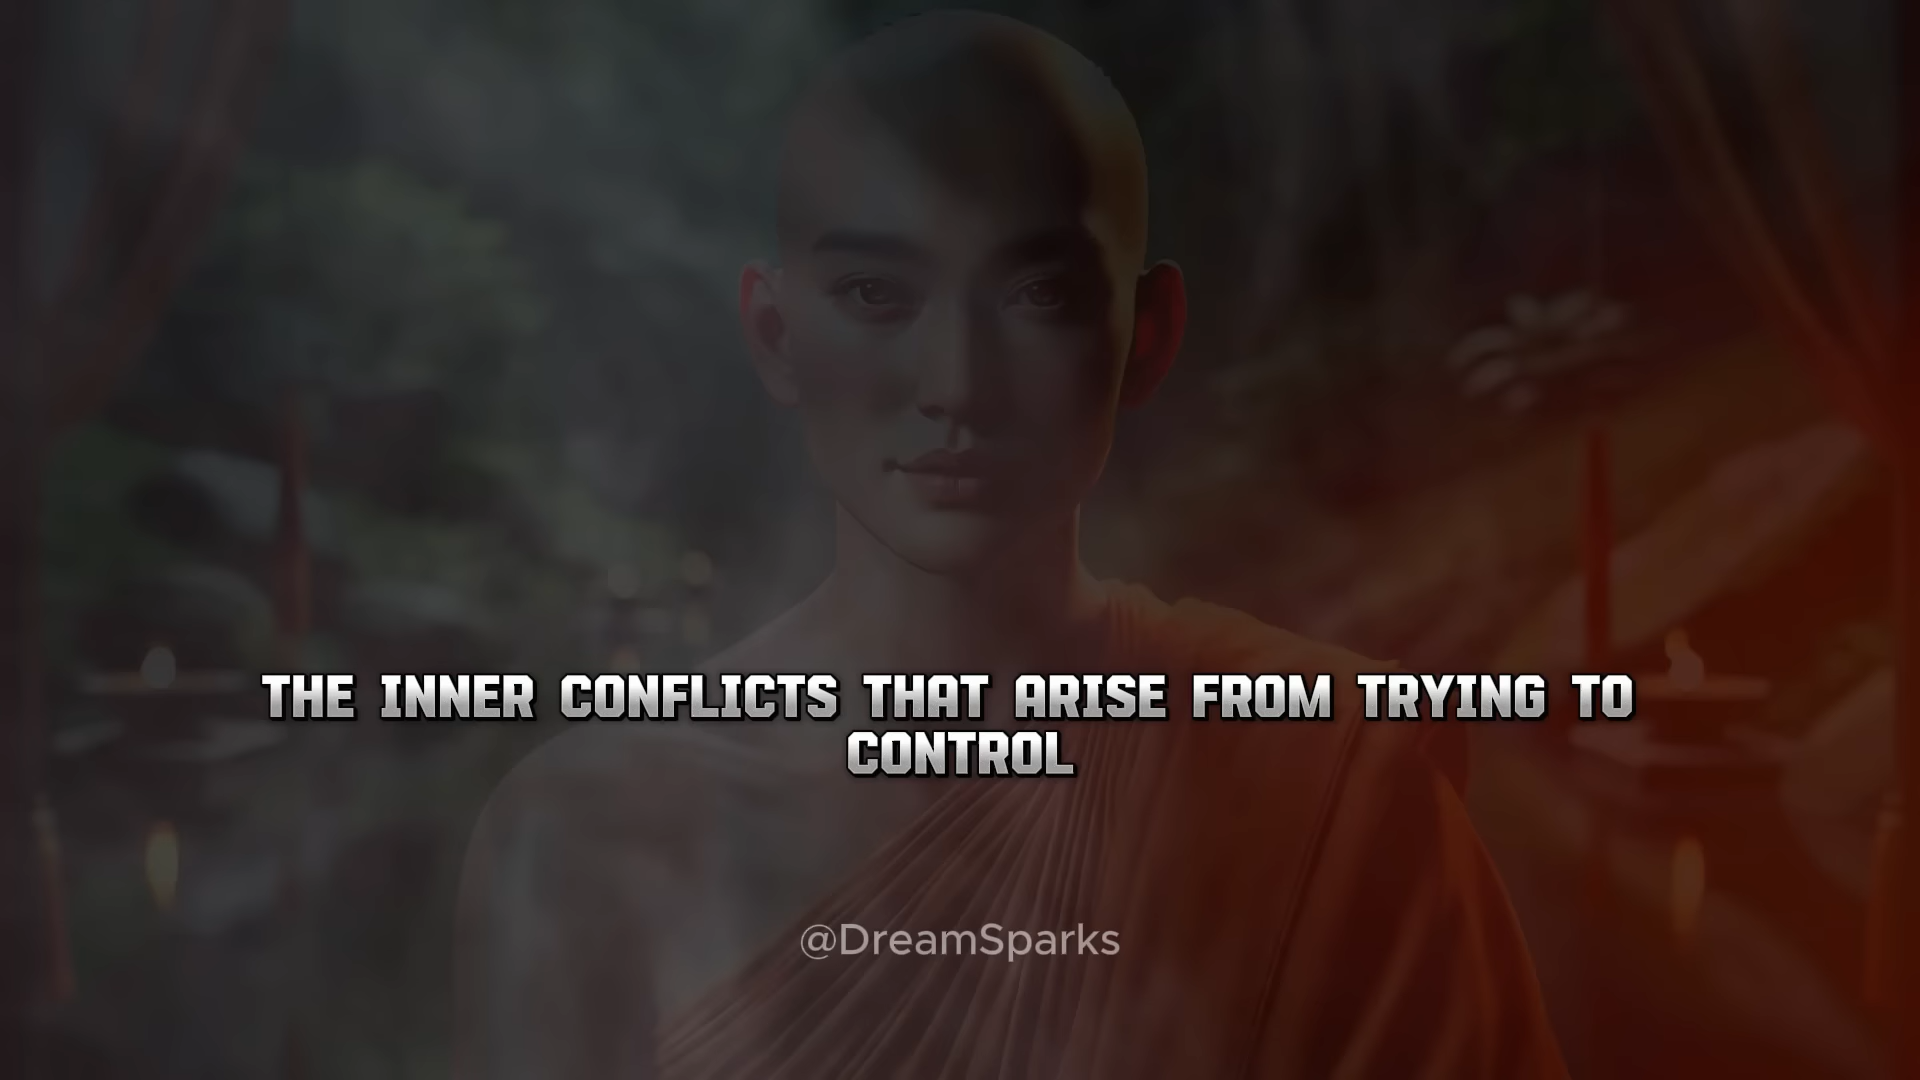 THE INNER CONFLICTS THAT ARISE FROM TRYING TO
CONTROL
@DreamSparks